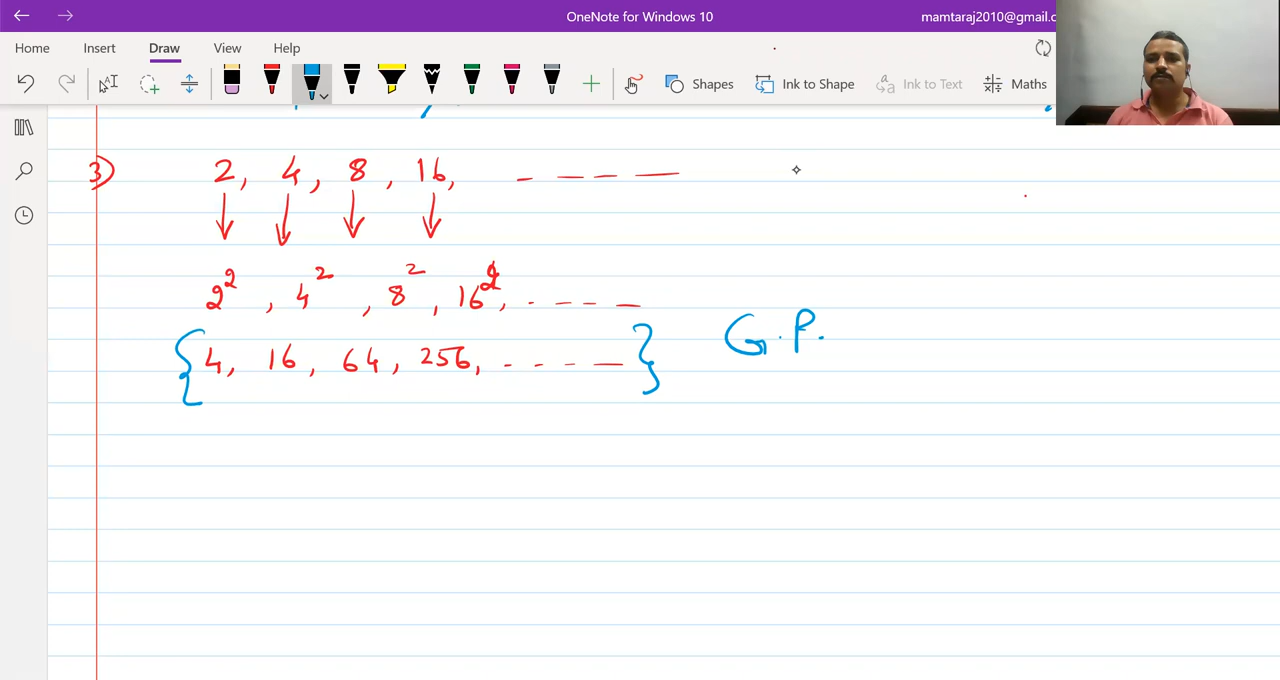 OneNote for Windows 10
mamtaraj2010@gmail.c
Home Insert Draw View Help
Shapes Ink to Shape Ink to Text Maths
3) 2, 4, 8, 16, - - - -
2², 4², 8², 16², - - - -
{4, 16, 64, 256, - - - -} G.P.